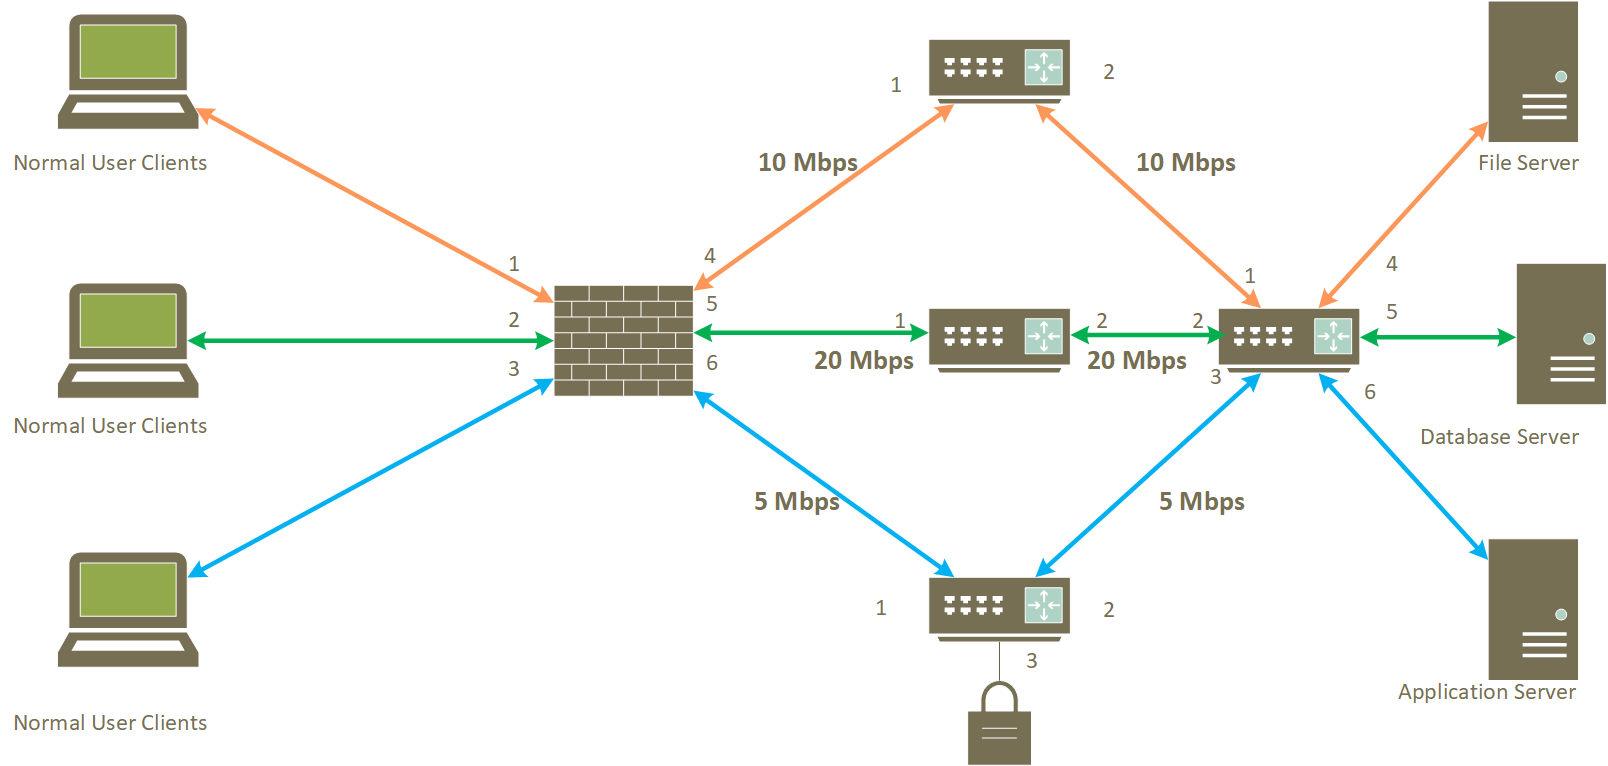 1
2
Normal User Clients
10 Mbps
10 Mbps
File Server
1
4
1
4
2
5
1
2
2
5
3
6
20 Mbps
20 Mbps
3
6
Normal User Clients
Database Server
5 Mbps
5 Mbps
1
2
3
Application Server
Normal User Clients